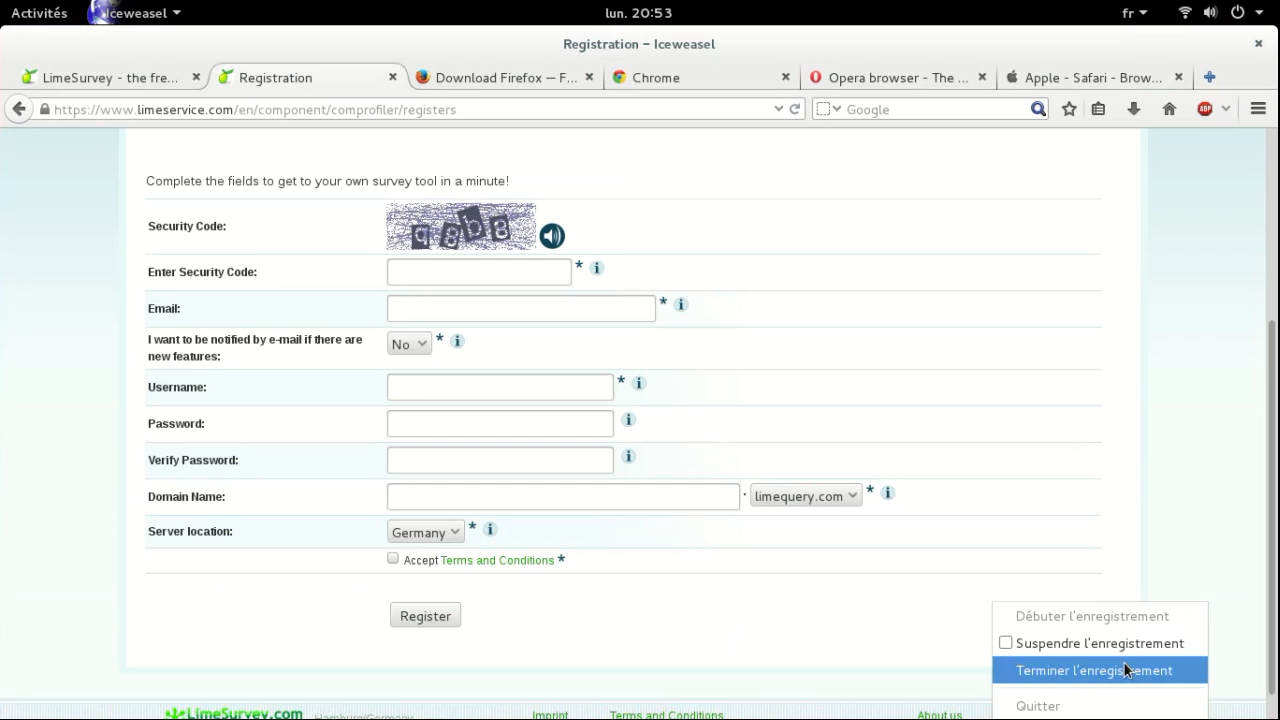 Activités Iceweasel lun. 20:53 fr
Registration – Iceweasel
LimeSurvey - the fre... Registration Download Firefox — F... Chrome Opera browser - The ... Apple - Safari - Brow...
https://www.limeservice.com/en/component/comprofiler/registers Google ABP
Complete the fields to get to your own survey tool in a minute!
Security Code:
Enter Security Code: * i
Email: * i
I want to be notified by e-mail if there are
new features: No * i
Username: * i
Password: i
Verify Password: i
Domain Name: . limequery.com * i
Server location: Germany * i
Accept Terms and Conditions *
Register
Débuter l'enregistrement
Suspendre l'enregistrement
Terminer l'enregistrement
Quitter
LimeSurvey.com Hamburg/Germany Imprint Terms and Conditions About us